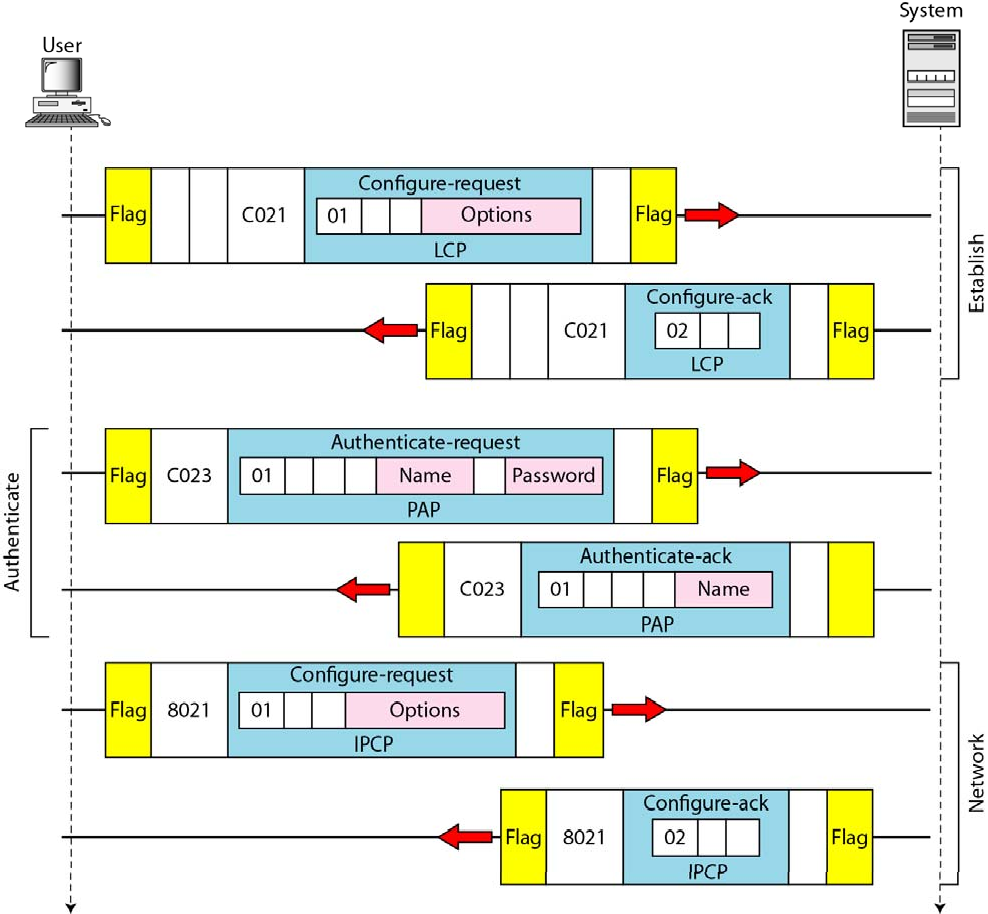 System
User
Configure-request
Flag C021 01 Options Flag
LCP
Establish
Configure-ack
Flag C021 02 Flag
LCP
Authenticate
Authenticate-request
Flag C023 01 Name Password Flag
PAP
Authenticate-ack
C023 01 Name
PAP
Configure-request
Flag 8021 01 Options Flag
IPCP
Network
Configure-ack
Flag 8021 02 Flag
IPCP